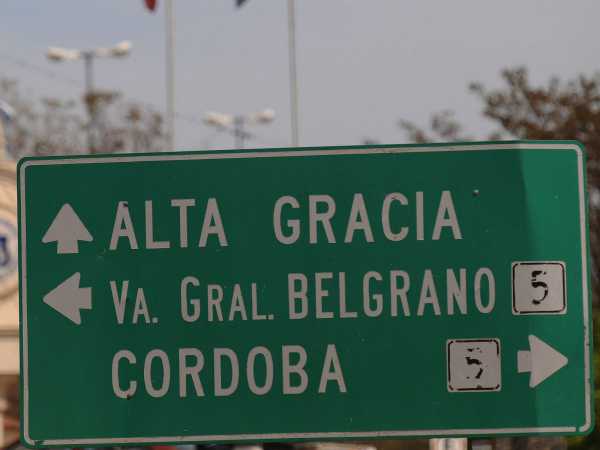 ALTA GRACIA
VA. GRAL. BELGRANO 5
CORDOBA 5